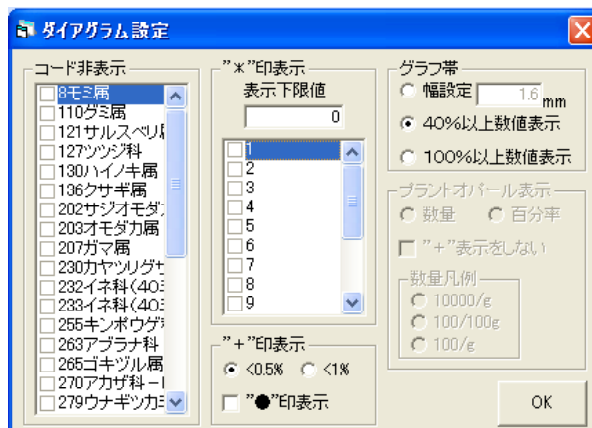 ダイアグラム設定
コード非表示
8モミ属
110グミ属
121サルスベリ属
127ツツジ科
130ハイノキ属
136クサギ属
202サジオモダ
203オモダカ属
207ガマ属
230カヤツリグサ
232イネ科(40ミ
233イネ科(40ミ
255キンポウゲ
263アブラナ科
265ゴキヅル属
270アカザ科-
279ウナギツカミ
"*"印表示
表示下限値
0
1
2
3
4
5
6
7
8
9
"+"印表示
<0.5% <1%
"●"印表示
グラフ帯
幅設定 1.6 mm
40%以上数値表示
100%以上数値表示
プラントオパール表示
数量 百分率
"+"表示をしない
数量凡例
10000/g
100/100g
100/g
OK